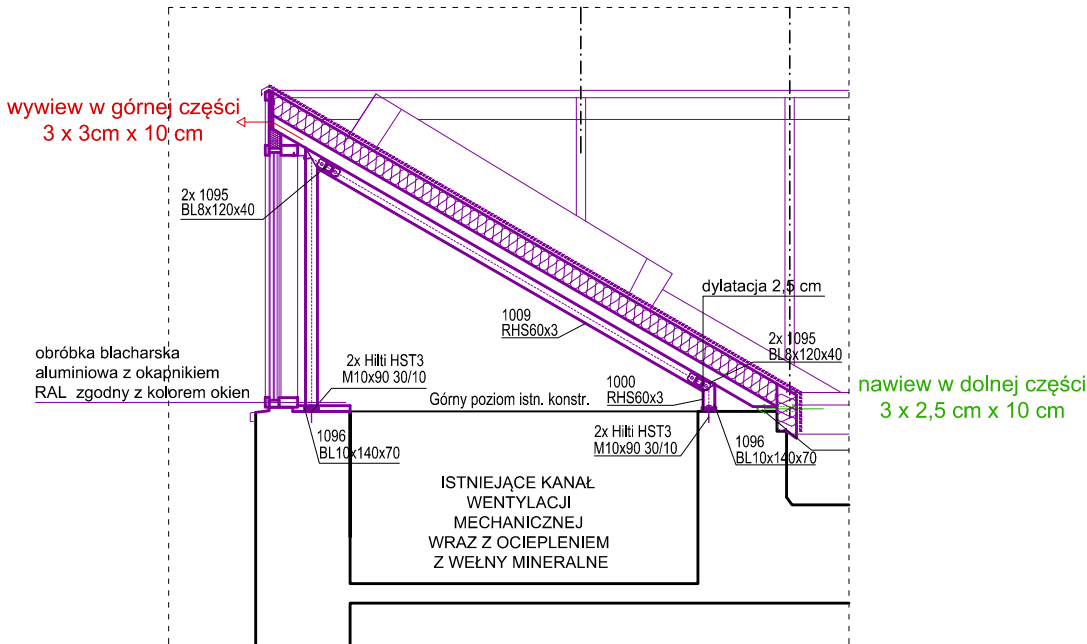 wywiew w górnej części
3 x 3cm x 10 cm
2x 1095
BL8x120x40
dylatacja 2,5 cm
1009
RHS60x3
2x 1095
BL8x120x40
obróbka blacharska
aluminiowa z okapnikiem
RAL zgodny z kolorem okien
2x Hilti HST3
M10x90 30/10
1000
RHS60x3
nawiew w dolnej części
3 x 2,5 cm x 10 cm
Górny poziom istn. konstr.
1096
BL10x140x70
2x Hilti HST3
M10x90 30/10
1096
BL10x140x70
ISTNIEJĄCE KANAŁ
WENTYLACJI
MECHANICZNEJ
WRAZ Z OCIEPLENIEM
Z WEŁNY MINERALNE